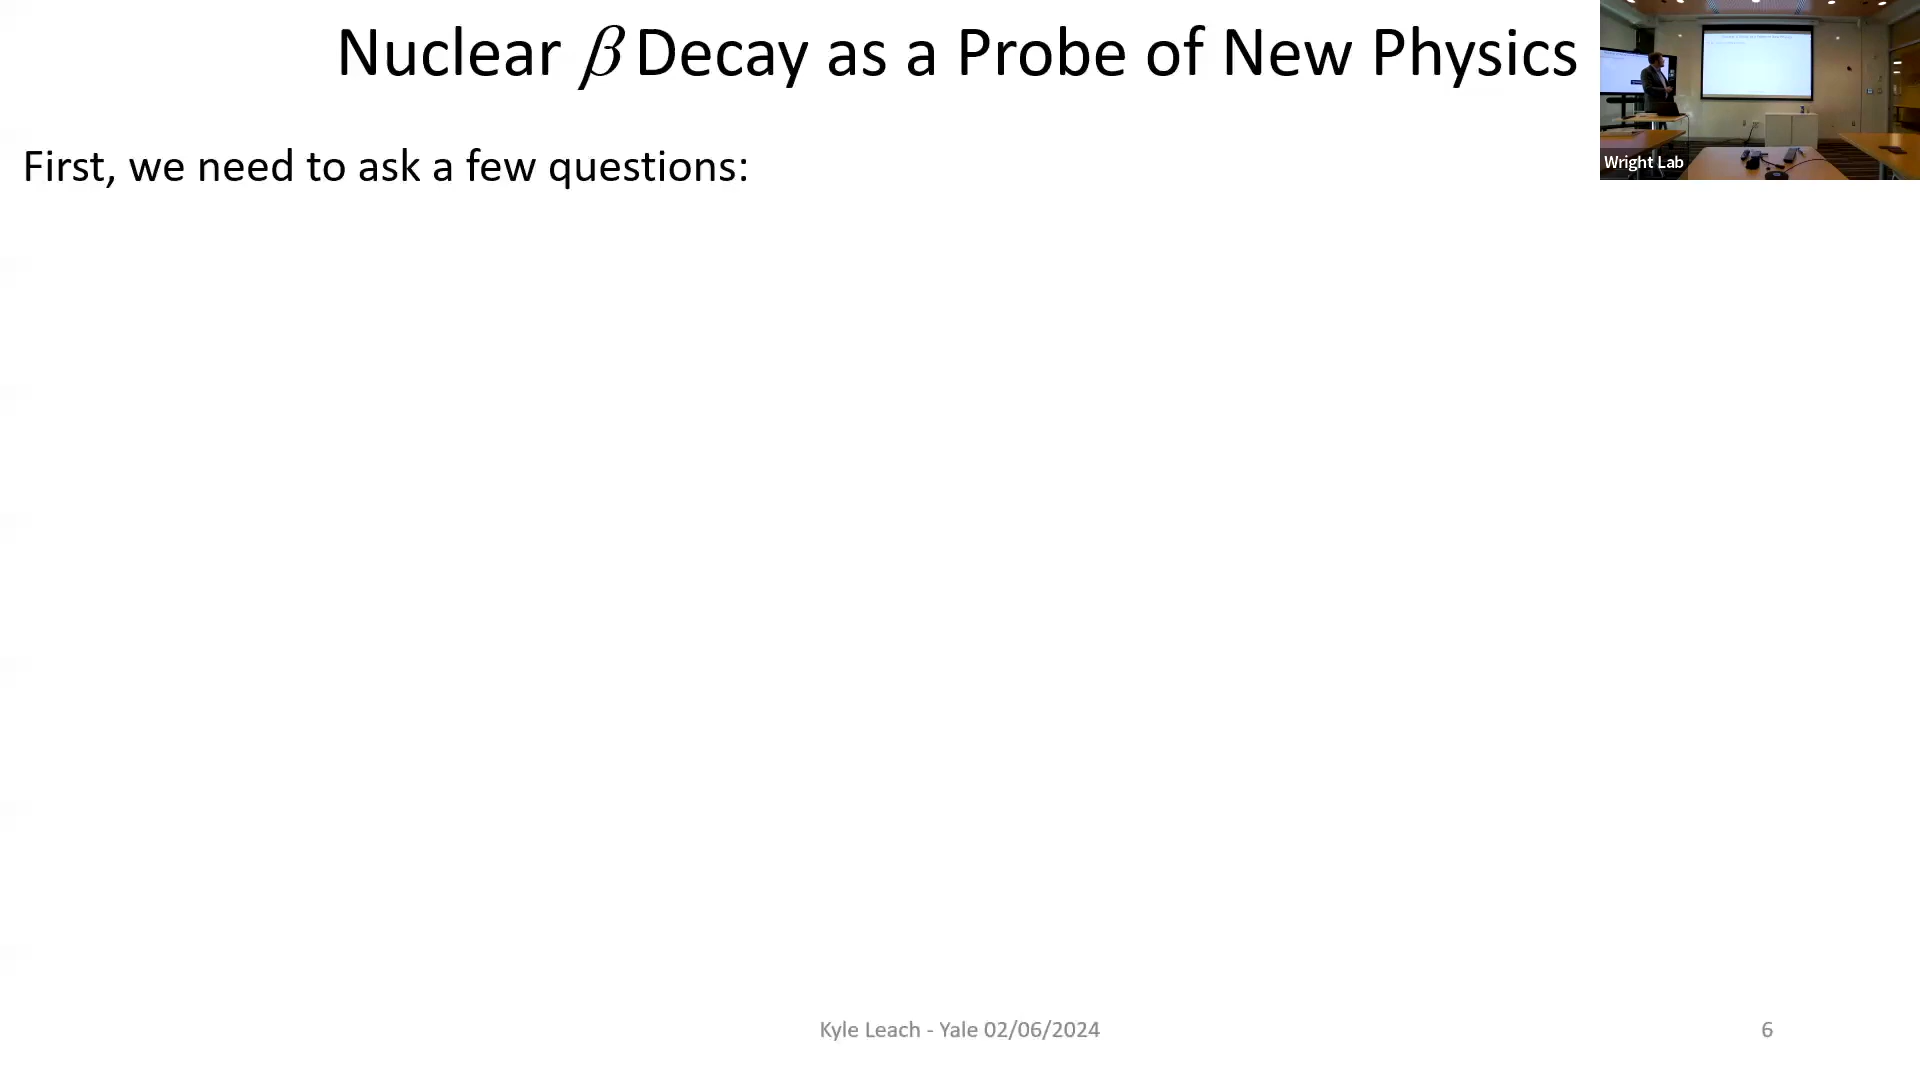 Nuclear β Decay as a Probe of New Physics
First, we need to ask a few questions:
Wright Lab
Kyle Leach - Yale 02/06/2024
6